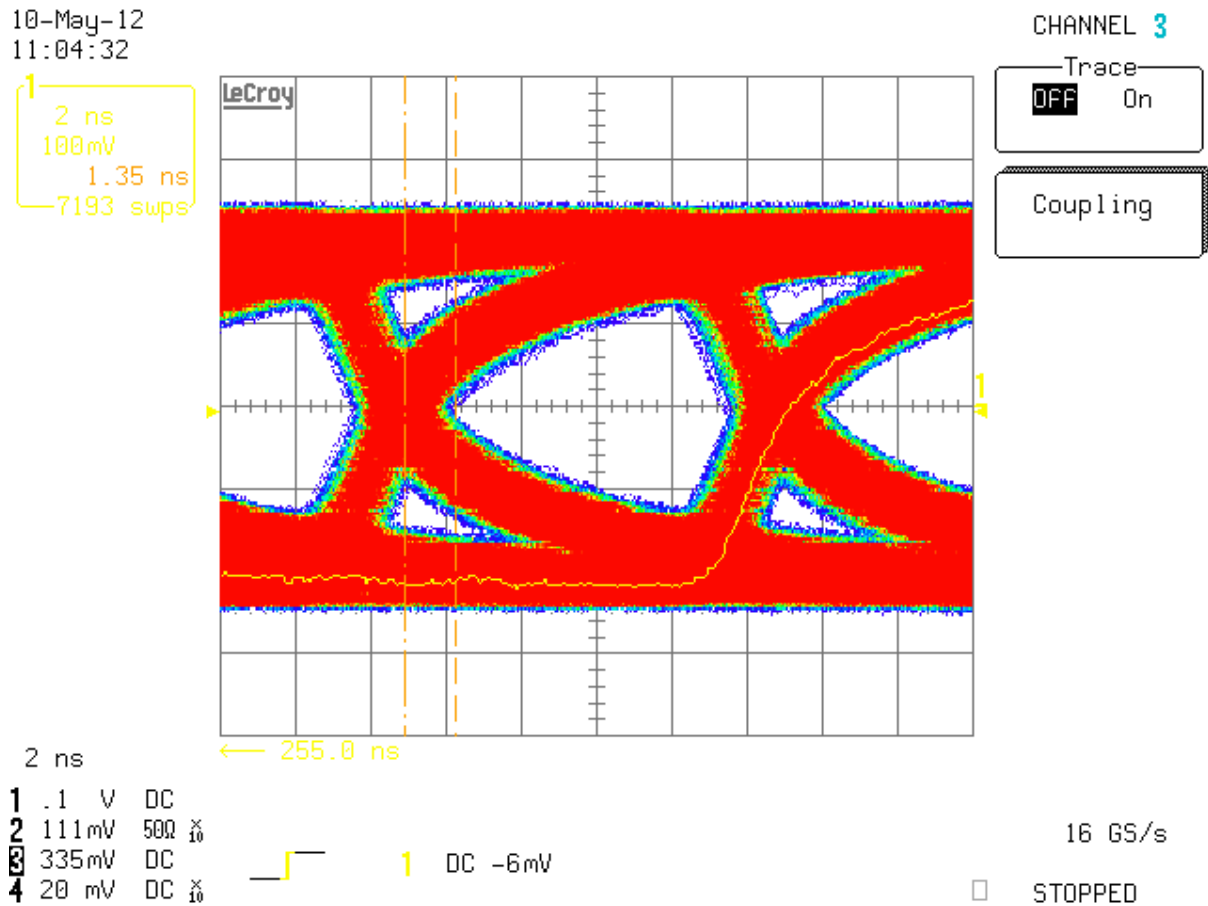 10-May-12
11:04:32
CHANNEL 3
Trace
OFF On
Coupling
1
2 ns
100mV
1.35 ns
7193 swps
LeCroy
1
← 255.0 ns
2 ns
1 .1 V DC
2 111mV 50Ω ×10
3 335mV DC
4 20 mV DC ×10
1 DC -6mV
16 GS/s
STOPPED